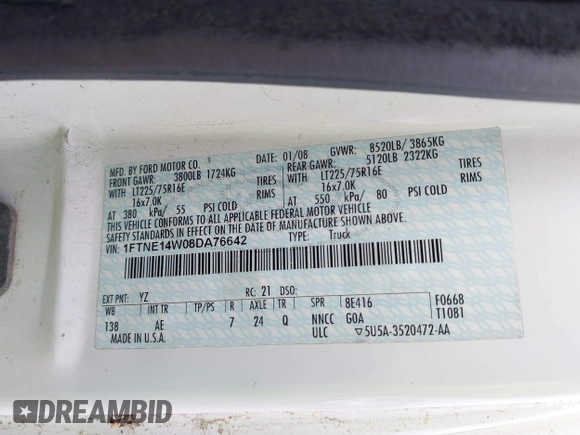 MFD. BY FORD MOTOR CO. DATE: 01/08 GVWR: 8520LB/ 3865KG
FRONT GAWR: 3800LB 1724KG REAR GAWR: 5120LB 2322KG
WITH LT225/75R16E TIRES WITH LT225/75R16E TIRES
16x7.0K RIMS 16x7.0K RIMS
AT 380 kPa/ 55 PSI COLD AT 550 kPa/ 80 PSI COLD
THIS VEHICLE CONFORMS TO ALL APPLICABLE FEDERAL MOTOR VEHICLE
SAFETY STANDARDS IN EFFECT ON THE DATE OF MANUFACTURE SHOWN ABOVE.
VIN: 1FTNE14W08DA76642 TYPE: Truck
EXT PNT: YZ RC: 21 DSO:
WB INT TR TP/PS R AXLE TR SPR 8E416 F0668
138 AE 7 24 Q NNCC GOA T1081
MADE IN U.S.A. ULC ▽5U5A-3520472-AA
DREAMBID